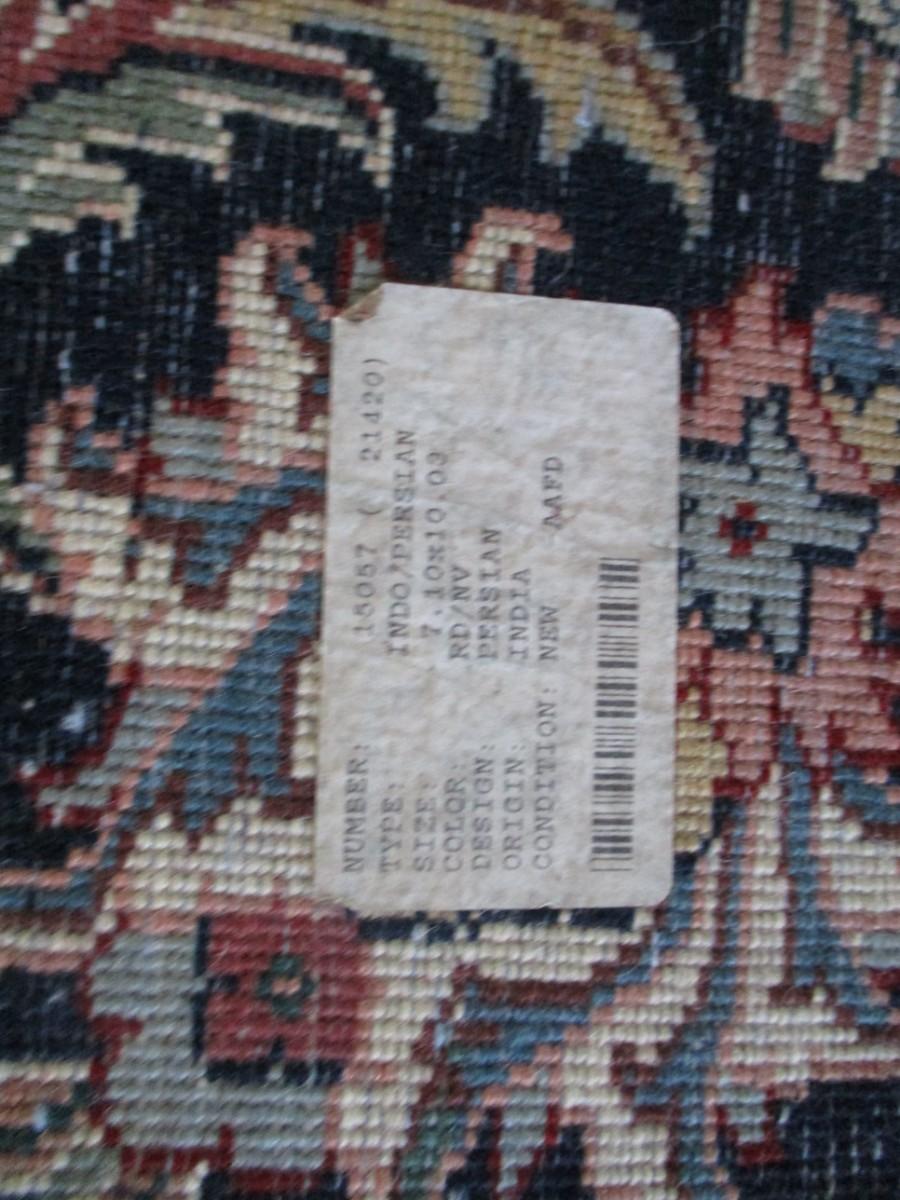 NUMBER: 15057 ( 21420)
TYPE: INDO/PERSIAN
SIZE: 7.10x10.03
COLOR: RD/NV
DESIGN: PERSIAN
ORIGIN: INDIA
CONDITION: NEW AAFD